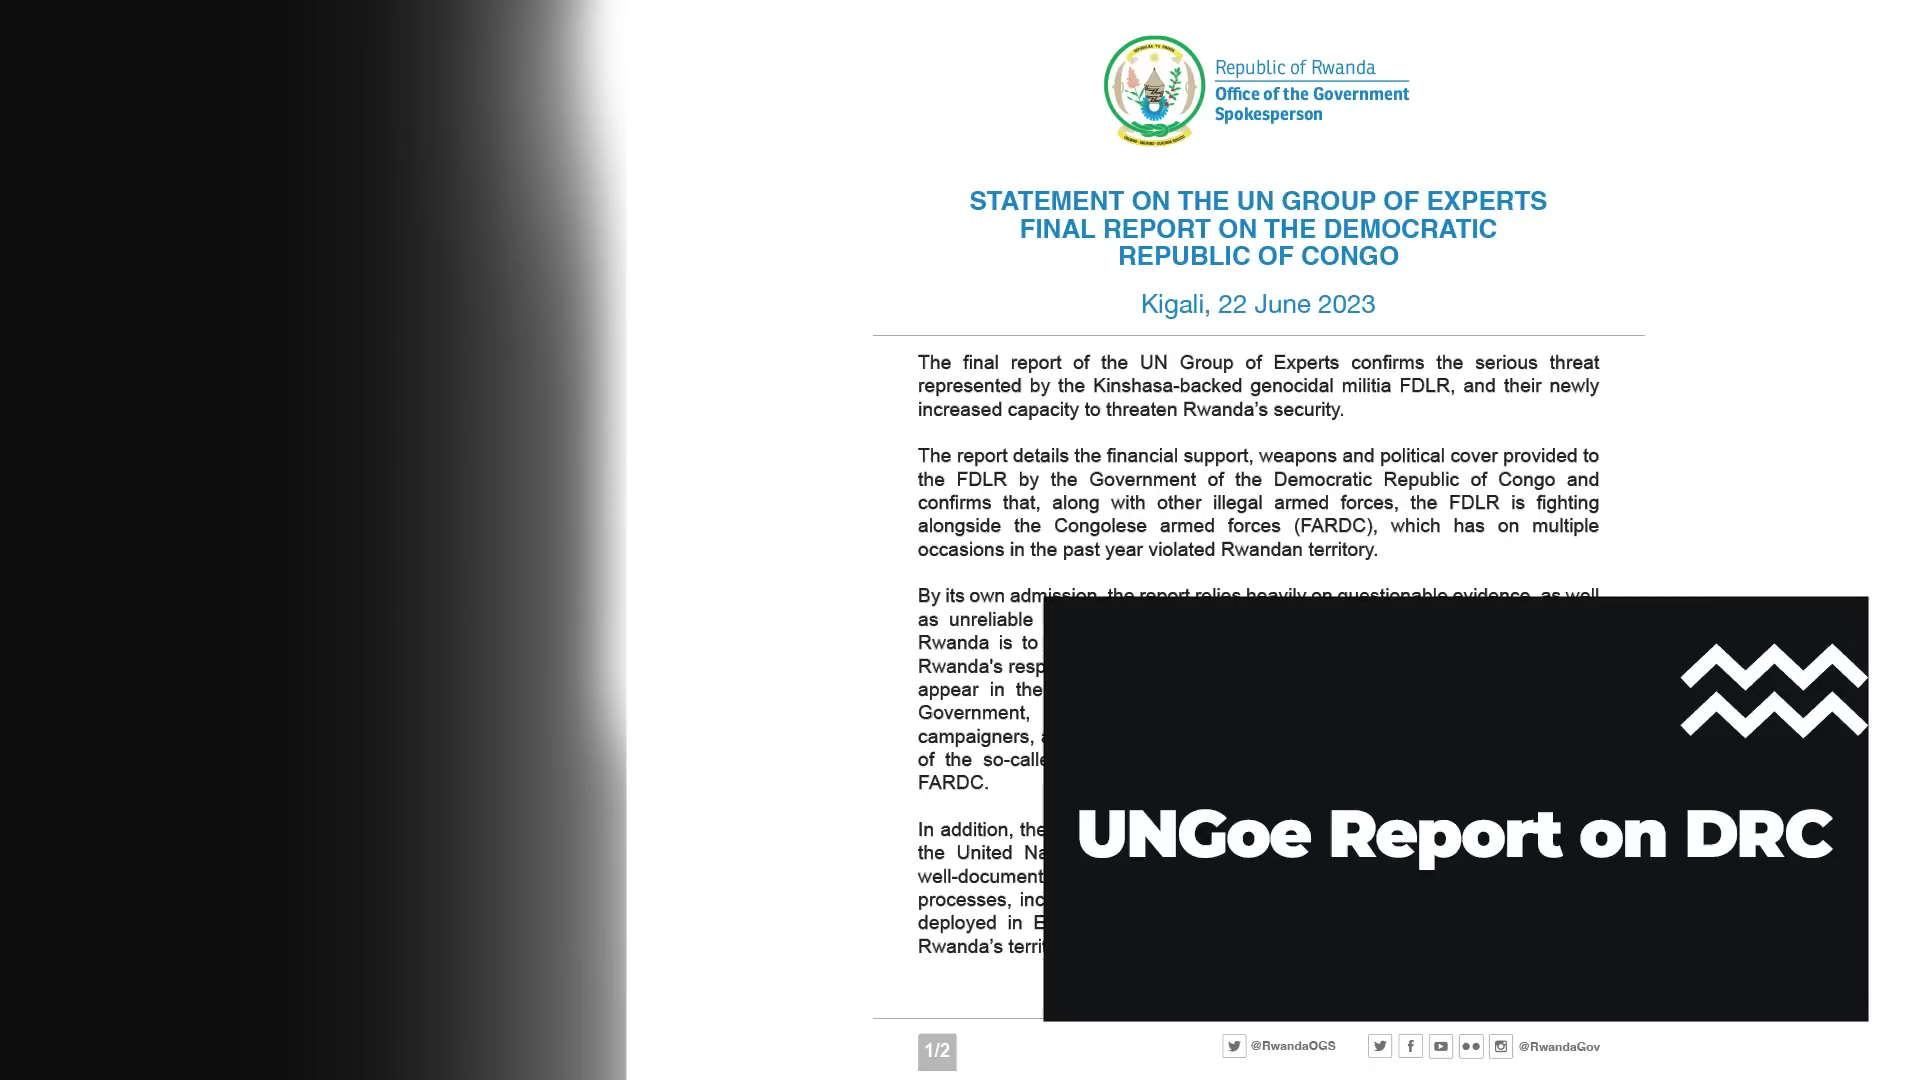 Republic of Rwanda
Office of the Government
Spokesperson
STATEMENT ON THE UN GROUP OF EXPERTS
FINAL REPORT ON THE DEMOCRATIC
REPUBLIC OF CONGO
Kigali, 22 June 2023
The final report of the UN Group of Experts confirms the serious threat
represented by the Kinshasa-backed genocidal militia FDLR, and their newly
increased capacity to threaten Rwanda's security.
The report details the financial support, weapons and political cover provided to
the FDLR by the Government of the Democratic Republic of Congo and
confirms that, along with other illegal armed forces, the FDLR is fighting
alongside the Congolese armed forces (FARDC), which has on multiple
occasions in the past year violated Rwandan territory.
By its own admission, the report relies heavily on questionable evidence, as well
as unreliable
Rwanda is to
Rwanda's resp
appear in the
Government,
campaigners,
of the so-calle
FARDC.
In addition, the
the United Na
well-document
processes, inc
deployed in E
Rwanda's terri
UNGoe Report on DRC
1/2
@RwandaOGS
@RwandaGov